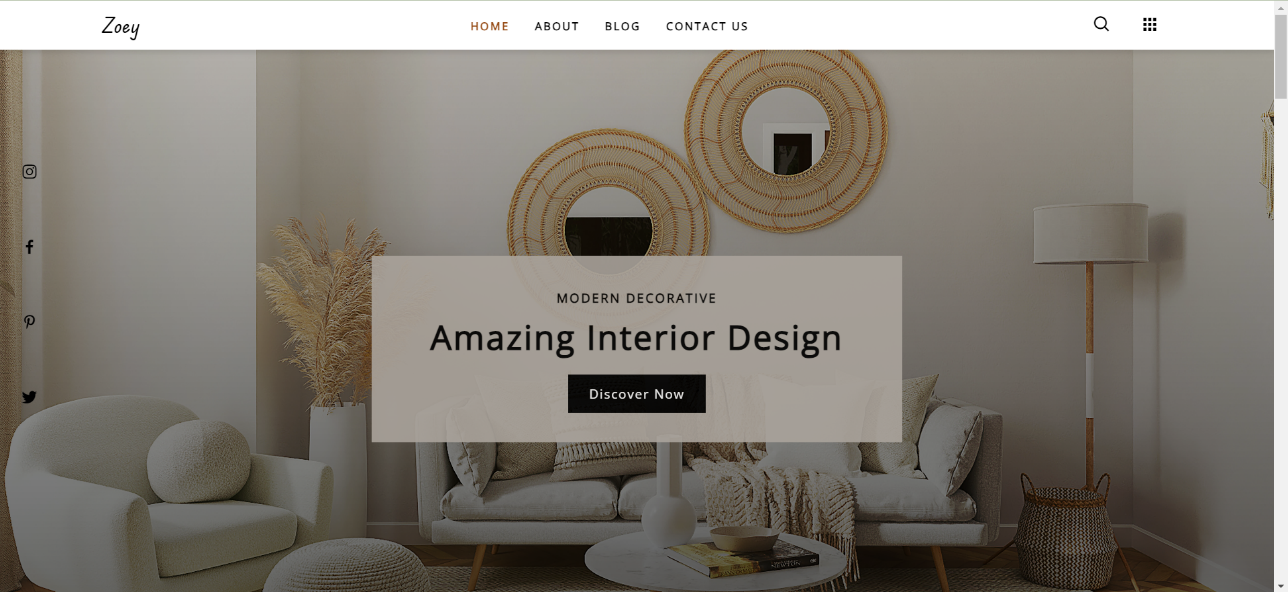 Zoey
HOME ABOUT BLOG CONTACT US
MODERN DECORATIVE
Amazing Interior Design
Discover Now